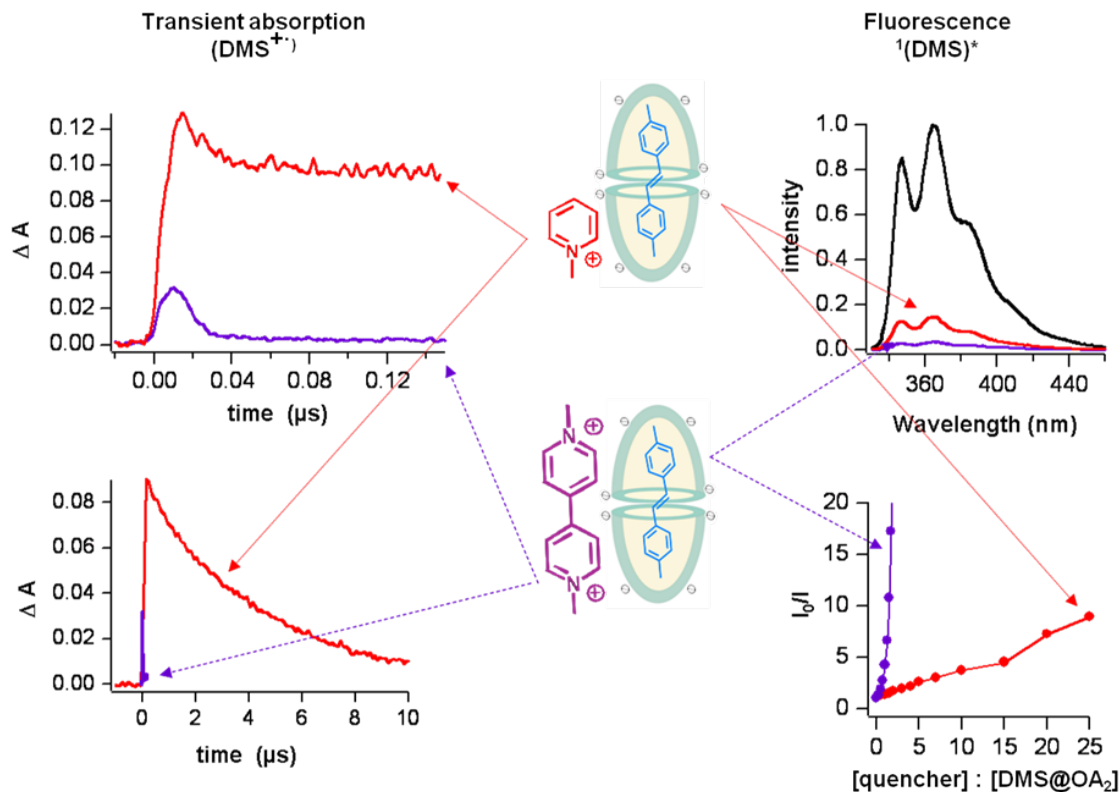 Transient absorption
(DMS+·)
Fluorescence
1(DMS)*
0.12
0.10
0.08
0.06
0.04
0.02
0.00
Δ A
0.00 0.04 0.08 0.12
time (µs)
N
⊕
⊖
1.0
0.8
0.6
0.4
0.2
0.0
intensity
360 400 440
Wavelength (nm)
0.08
0.06
0.04
0.02
0.00
Δ A
0 2 4 6 8 10
time (µs)
N ⊕
N ⊕
⊖
20
15
10
5
0
I0/I
0 5 10 15 20 25
[quencher] : [DMS@OA2]